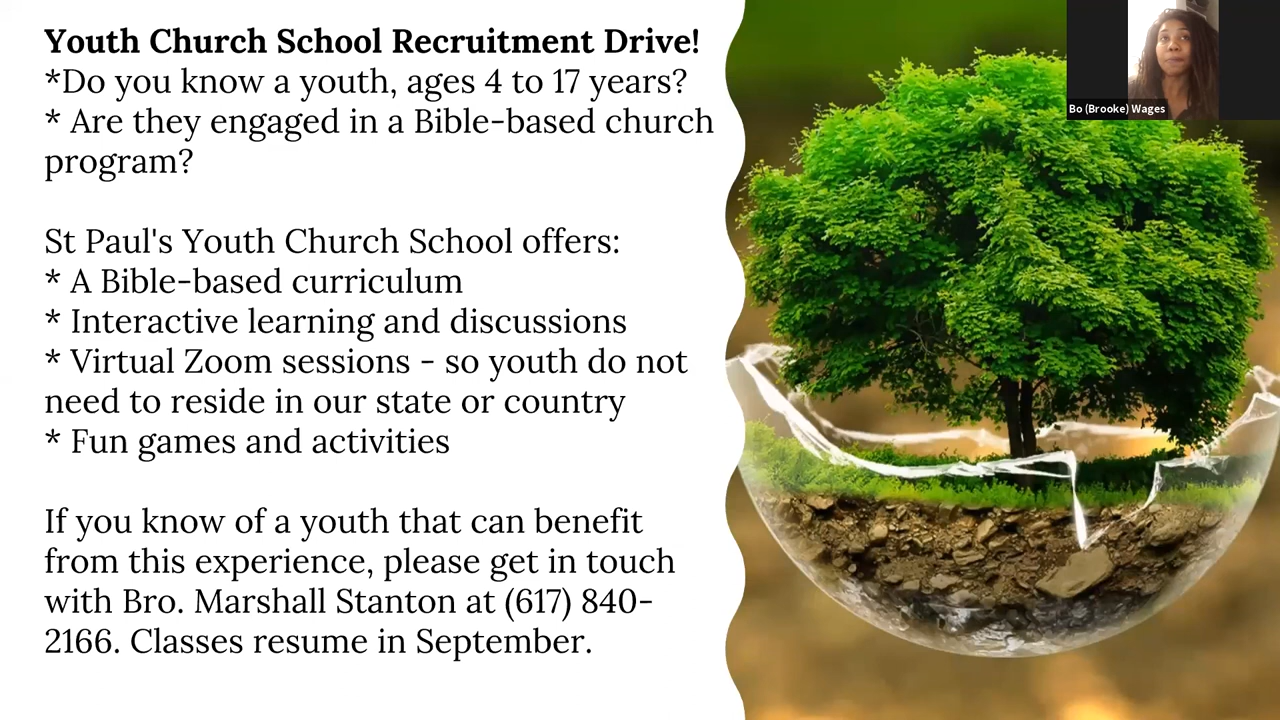 Youth Church School Recruitment Drive!
*Do you know a youth, ages 4 to 17 years?
* Are they engaged in a Bible-based church
program?
St Paul's Youth Church School offers:
* A Bible-based curriculum
* Interactive learning and discussions
* Virtual Zoom sessions - so youth do not
need to reside in our state or country
* Fun games and activities
If you know of a youth that can benefit
from this experience, please get in touch
with Bro. Marshall Stanton at (617) 840-
2166. Classes resume in September.
Bo (Brooke) Wages